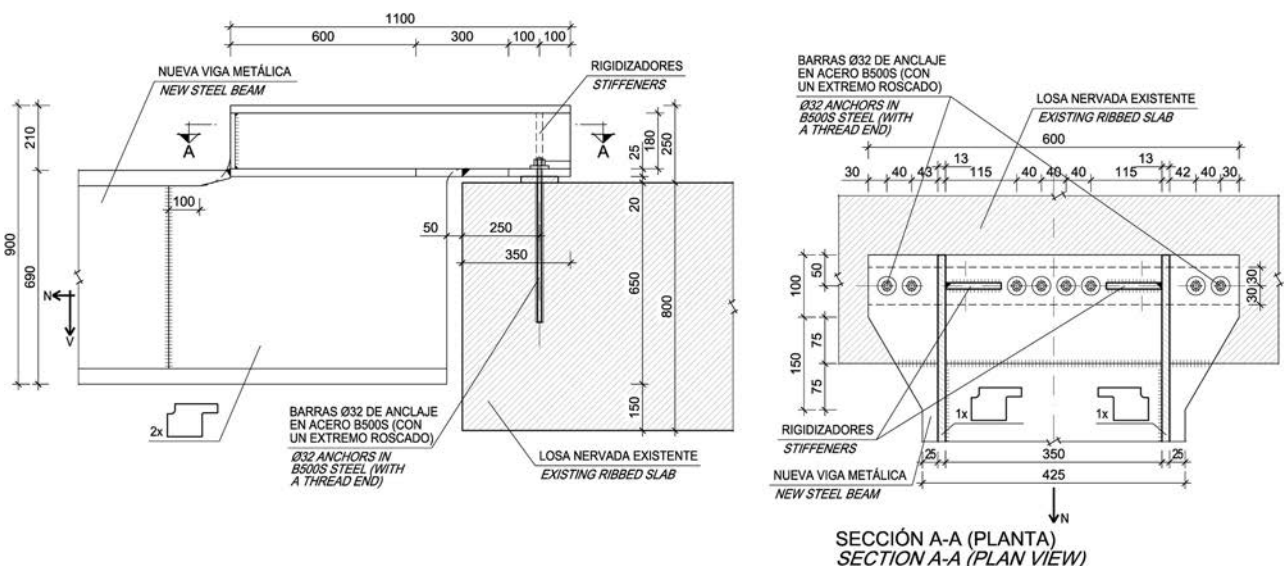 1100
600
300
100
100
NUEVA VIGA METÁLICA
NEW STEEL BEAM
RIGIDIZADORES
STIFFENERS
210
A
A
25
180
250
100
50
250
350
20
900
690
650
800
N
V
2x
150
BARRAS Ø32 DE ANCLAJE
EN ACERO B500S (CON
UN EXTREMO ROSCADO)
Ø32 ANCHORS IN
B500S STEEL (WITH
A THREAD END)
LOSA NERVADA EXISTENTE
EXISTING RIBBED SLAB
BARRAS Ø32 DE ANCLAJE
EN ACERO B500S (CON
UN EXTREMO ROSCADO)
Ø32 ANCHORS IN
B500S STEEL (WITH
A THREAD END)
LOSA NERVADA EXISTENTE
EXISTING RIBBED SLAB
600
13
13
30
40
43
115
40
40
40
115
42
40
30
50
100
30
30
75
150
75
1x
1x
RIGIDIZADORES
STIFFENERS
25
350
25
NUEVA VIGA METÁLICA
NEW STEEL BEAM
425
N
SECCIÓN A-A (PLANTA)
SECTION A-A (PLAN VIEW)